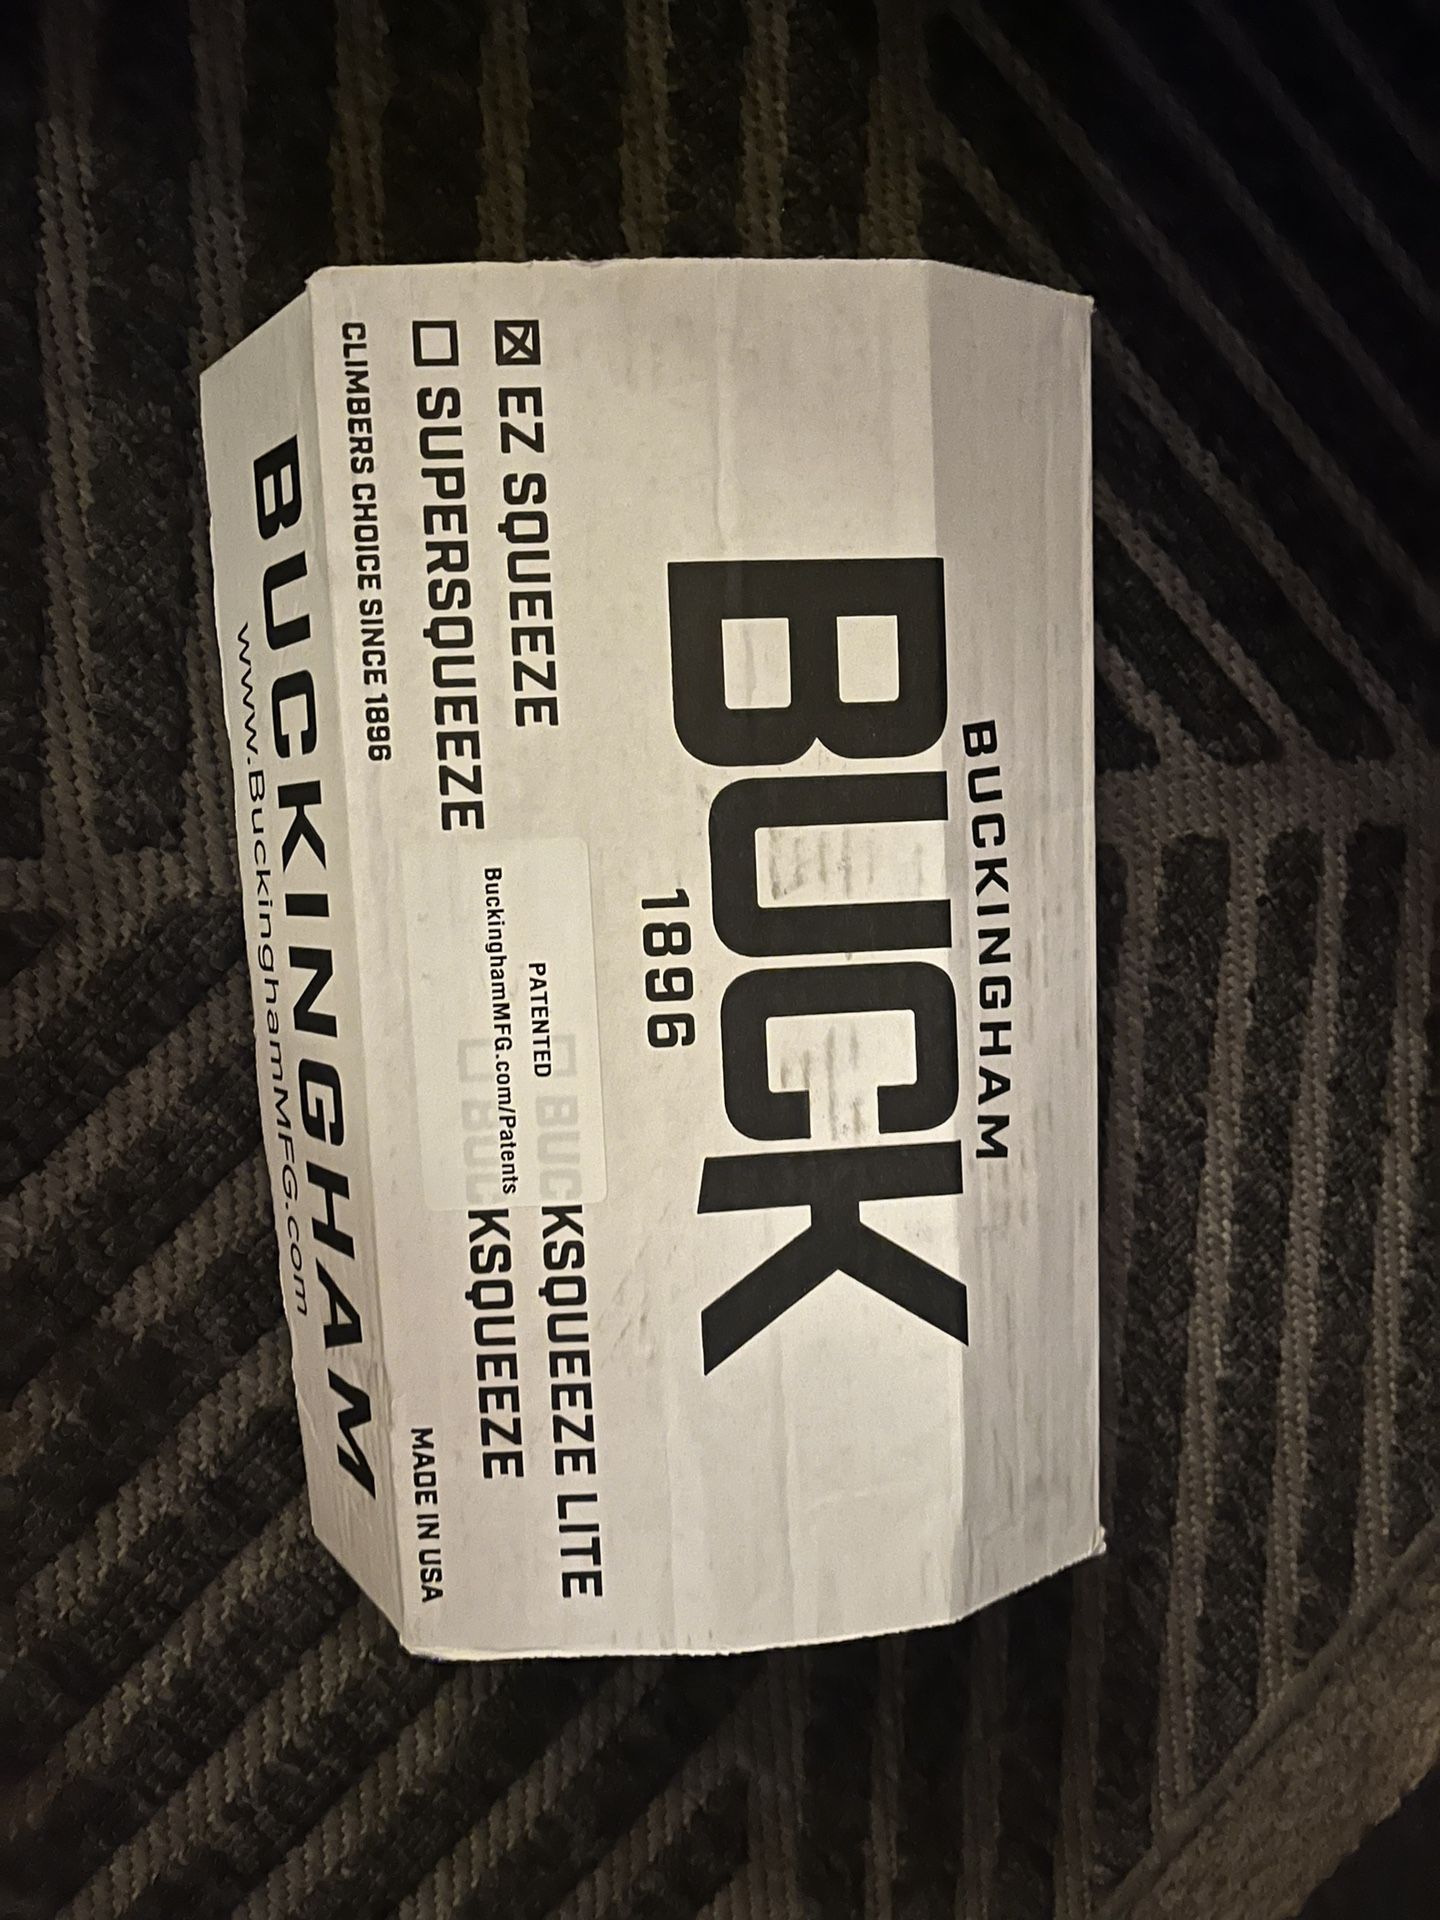 BUCKINGHAM
BUCK
1896
☒ EZ SQUEEZE
☐ SUPERSQUEEZE
☐ BUCKSQUEEZE LITE
☐ BUCKSQUEEZE
PATENTED
BuckinghamMFG.com/Patents
CLIMBERS CHOICE SINCE 1896
MADE IN USA
BUCKINGHAM
www.BuckinghamMFG.com